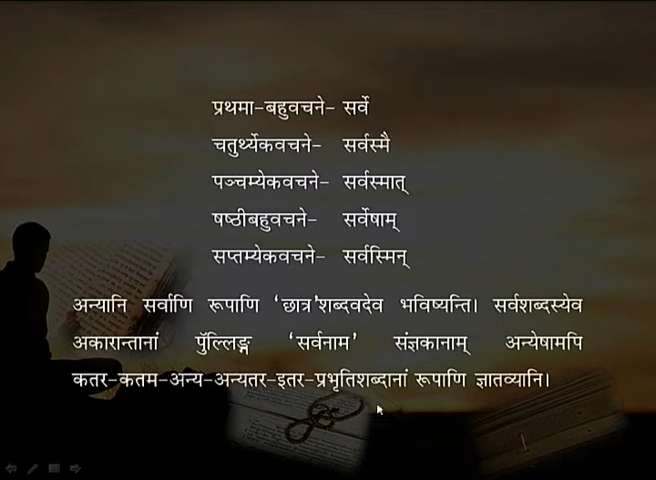 प्रथमा-बहुवचने- सर्वे
चतुर्थ्येकवचने- सर्वस्मै
पञ्चम्येकवचने- सर्वस्मात्
षष्ठीबहुवचने- सर्वेषाम्
सप्तम्येकवचने- सर्वस्मिन्
अन्यानि सर्वाणि रूपाणि ‘छात्र’शब्दवदेव भविष्यन्ति। सर्वशब्दस्येव
अकारान्तानां पुँल्लिङ्ग ‘सर्वनाम’ संज्ञकानाम् अन्येषामपि
कतर-कतम-अन्य-अन्यतर-इतर-प्रभृतिशब्दानां रूपाणि ज्ञातव्यानि।